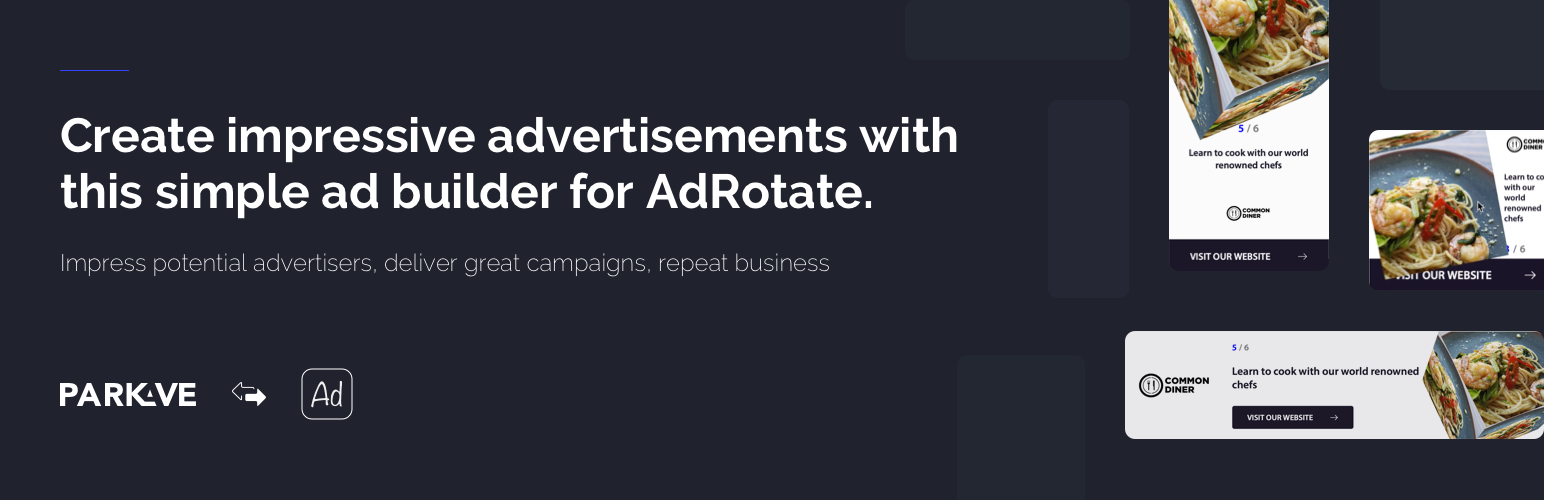 Create impressive advertisements with
this simple ad builder for AdRotate.
Impress potential advertisers, deliver great campaigns, repeat business
PARKAVE
Ad
5 / 6
Learn to cook with our world
renowned chefs
COMMON
DINER
VISIT OUR WEBSITE
DINER
Learn to
with our
world
renowned
chefs
/ 6
VISIT OUR WEBSITE
5 / 6
COMMON
DINER
Learn to cook with our world renowned
chefs
VISIT OUR WEBSITE